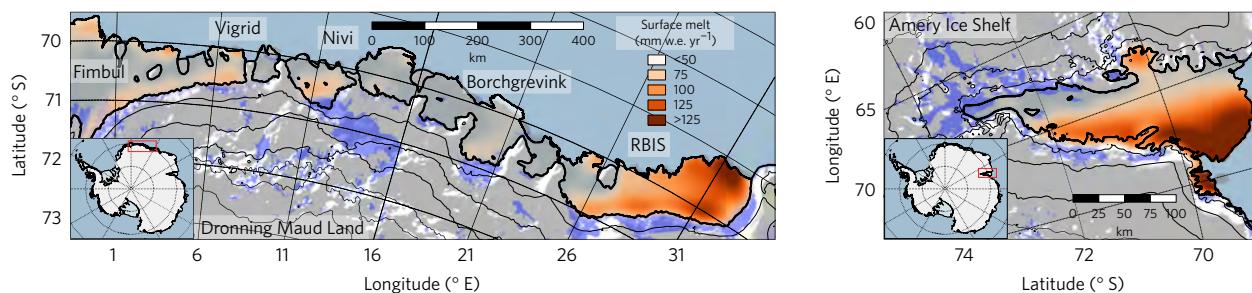 Latitude (° S)
70
71
72
73
Fimbul
Vigrid
Nivi
Borchgrevink
RBIS
Dronning Maud Land
0 100 200 300 400
km
Surface melt
(mm w.e. yr⁻¹)
<50
75
100
125
>125
1 6 11 16 21 26 31
Longitude (° E)
Longitude (° E)
60
65
70
Amery Ice Shelf
0 25 50 75 100
km
74 72 70
Latitude (° S)